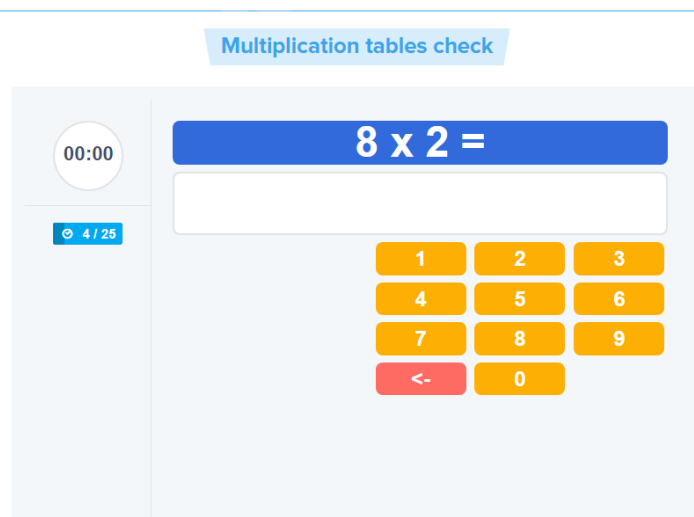 Multiplication tables check
00:00
8 x 2 =
4 / 25
1 2 3
4 5 6
7 8 9
<- 0